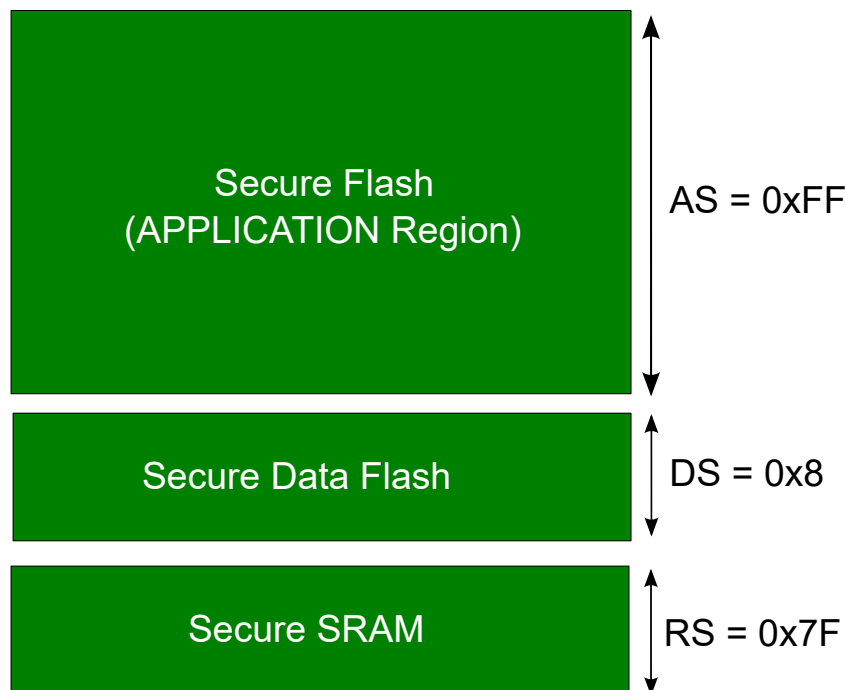 Secure Flash
(APPLICATION Region)
AS = 0xFF
Secure Data Flash
DS = 0x8
Secure SRAM
RS = 0x7F